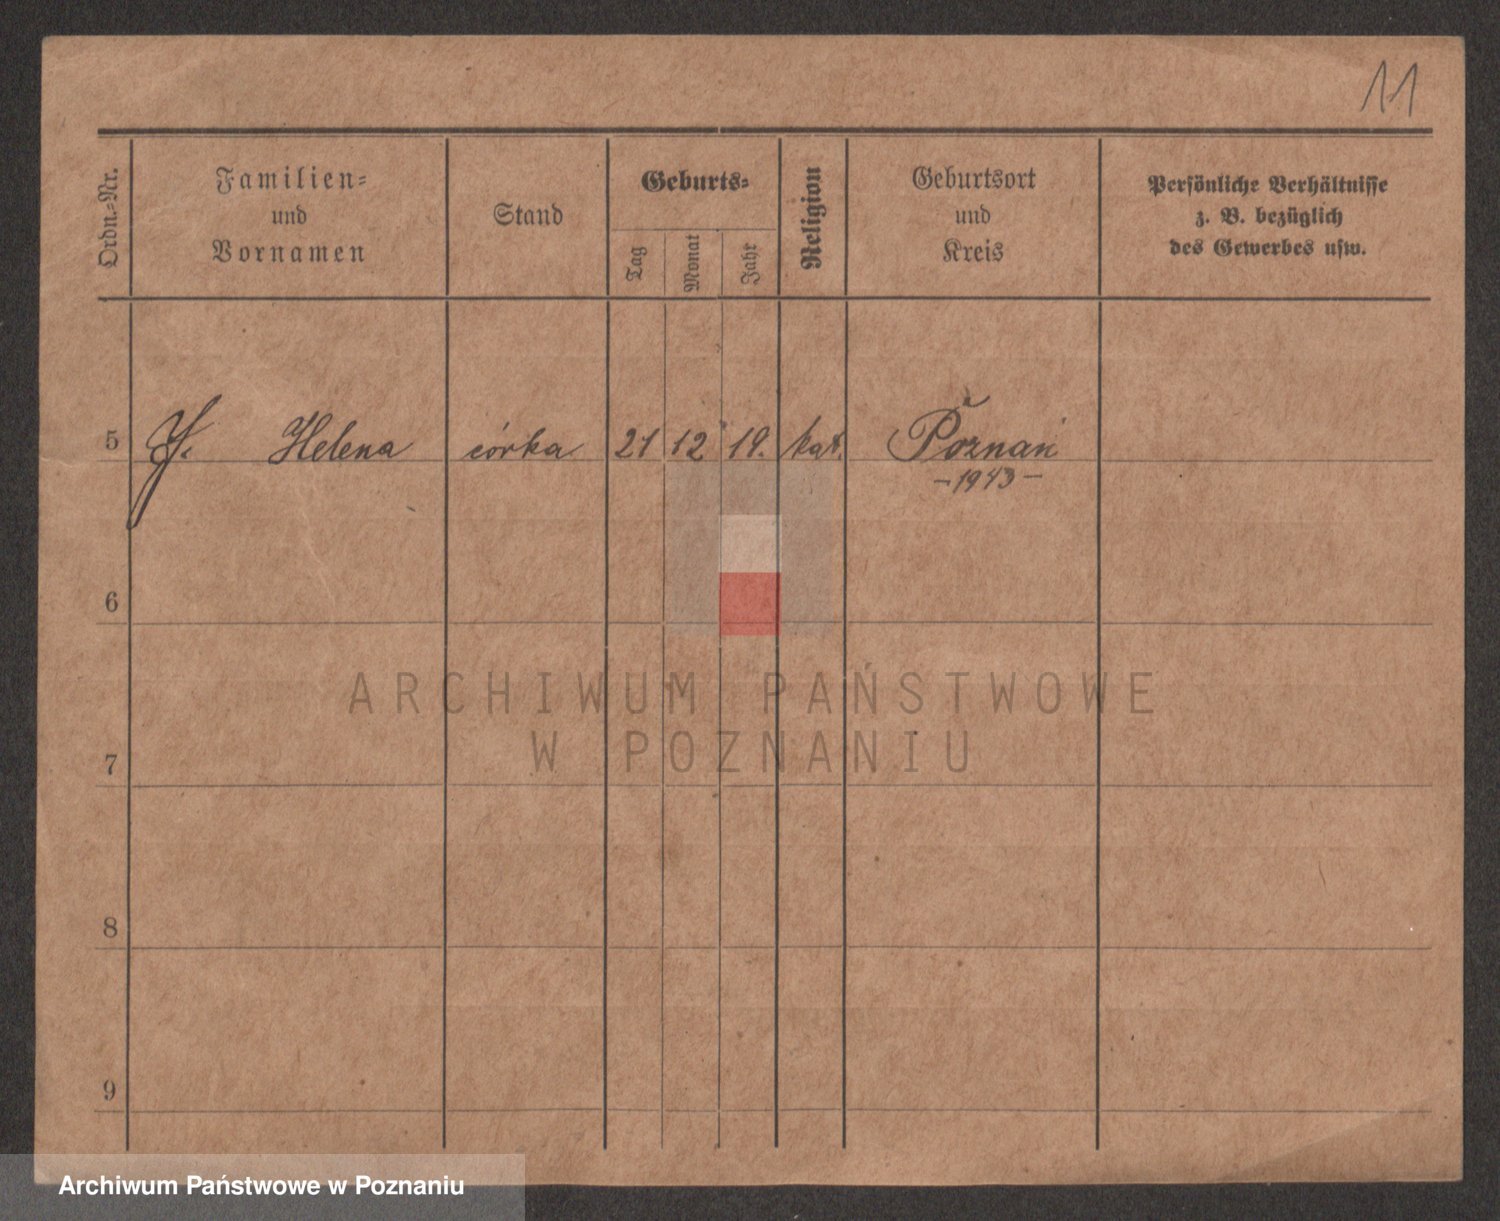 11
Ordn.-Nr.
Familien-
und
Vornamen
Stand
Geburts-
Tag
Monat
Jahr
Religion
Geburtsort
und
Kreis
Persönliche Verhältnisse
z. B. bezüglich
des Gewerbes usw.
5 Helena córka 21 12 19. kat. Poznań
-1943-
6
ARCHIWUM PAŃSTWOWE
W POZNANIU
7
8
9
Archiwum Państwowe w Poznaniu